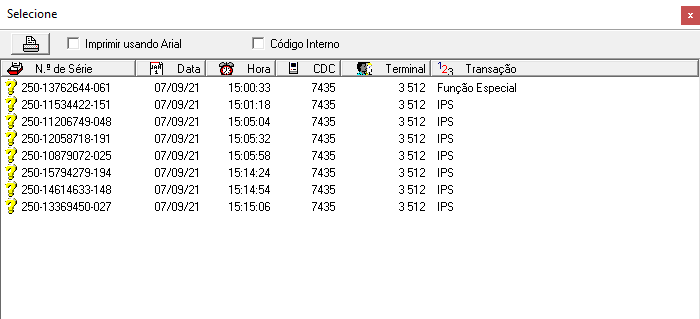 Selecione
x
Imprimir usando Arial Código Interno
N.º de Série Data Hora CDC Terminal 123 Transação
250-13762644-061 07/09/21 15:00:33 7435 3 512 Função Especial
250-11534422-151 07/09/21 15:01:18 7435 3 512 IPS
250-11206749-048 07/09/21 15:05:04 7435 3 512 IPS
250-12058718-191 07/09/21 15:05:32 7435 3 512 IPS
250-10879072-025 07/09/21 15:05:58 7435 3 512 IPS
250-15794279-194 07/09/21 15:14:24 7435 3 512 IPS
250-14614633-148 07/09/21 15:14:54 7435 3 512 IPS
250-13369450-027 07/09/21 15:15:06 7435 3 512 IPS